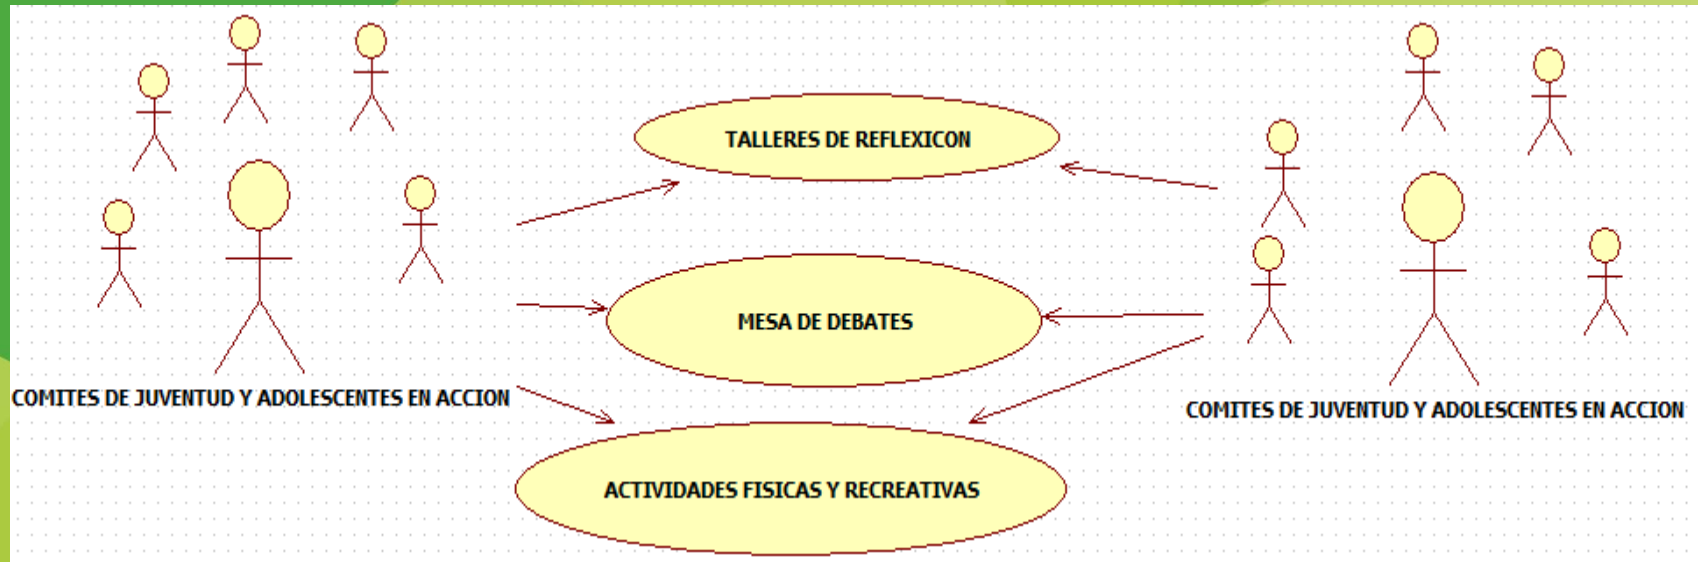 TALLERES DE REFLEXICON
MESA DE DEBATES
COMITES DE JUVENTUD Y ADOLESCENTES EN ACCION
COMITES DE JUVENTUD Y ADOLESCENTES EN ACCION
ACTIVIDADES FISICAS Y RECREATIVAS